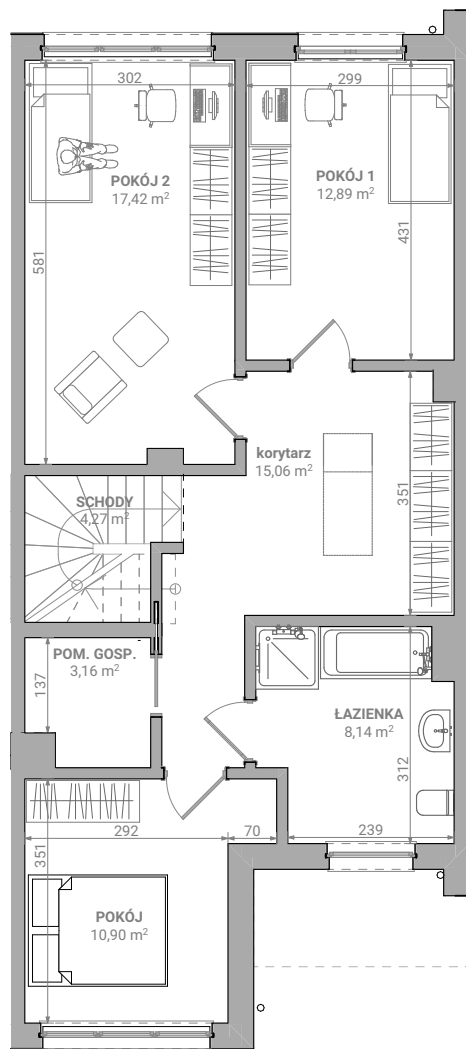 302
299
POKÓJ 2
17,42 m²
POKÓJ 1
12,89 m²
581
431
korytarz
15,06 m²
351
SCHODY
4,27 m²
POM. GOSP.
3,16 m²
137
ŁAZIENKA
8,14 m²
312
292
70
239
351
POKÓJ
10,90 m²